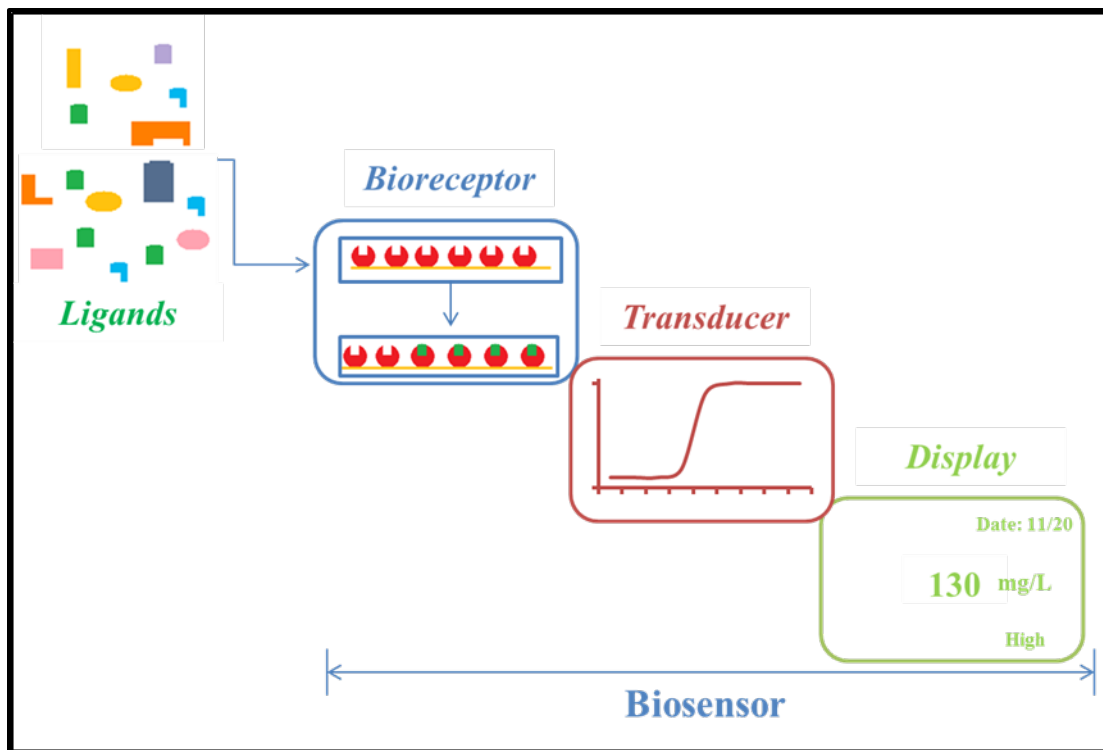 Bioreceptor
Ligands
Transducer
Display
Date: 11/20
130 mg/L
High
Biosensor